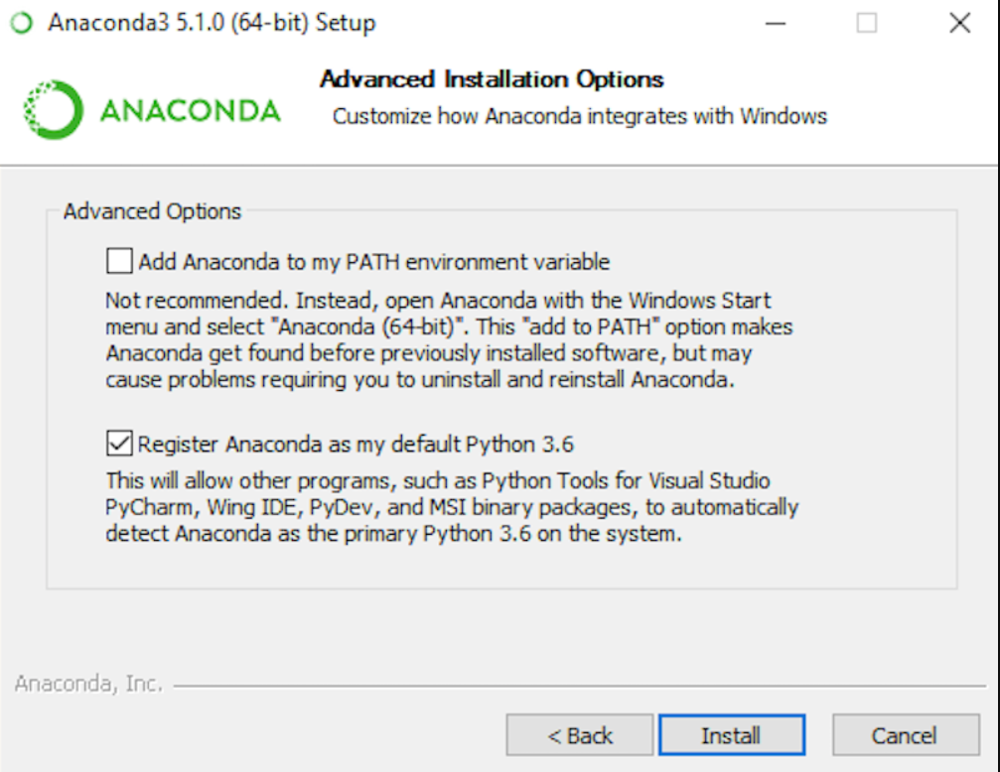 Anaconda3 5.1.0 (64-bit) Setup
ANACONDA
Advanced Installation Options
Customize how Anaconda integrates with Windows
Advanced Options
Add Anaconda to my PATH environment variable
Not recommended. Instead, open Anaconda with the Windows Start
menu and select "Anaconda (64-bit)". This "add to PATH" option makes
Anaconda get found before previously installed software, but may
cause problems requiring you to uninstall and reinstall Anaconda.
Register Anaconda as my default Python 3.6
This will allow other programs, such as Python Tools for Visual Studio
PyCharm, Wing IDE, PyDev, and MSI binary packages, to automatically
detect Anaconda as the primary Python 3.6 on the system.
Anaconda, Inc.
< Back
Install
Cancel